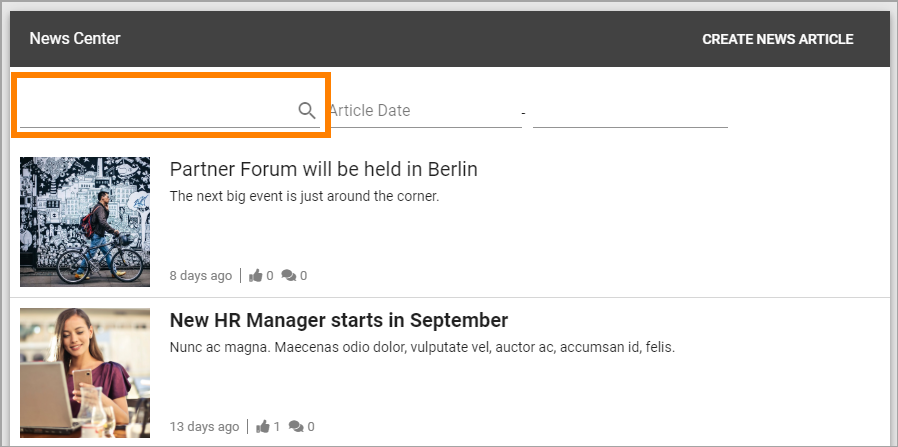 News Center
CREATE NEWS ARTICLE
Article Date
-
Partner Forum will be held in Berlin
The next big event is just around the corner.
8 days ago | 0 0
New HR Manager starts in September
Nunc ac magna. Maecenas odio dolor, vulputate vel, auctor ac, accumsan id, felis.
13 days ago | 1 0